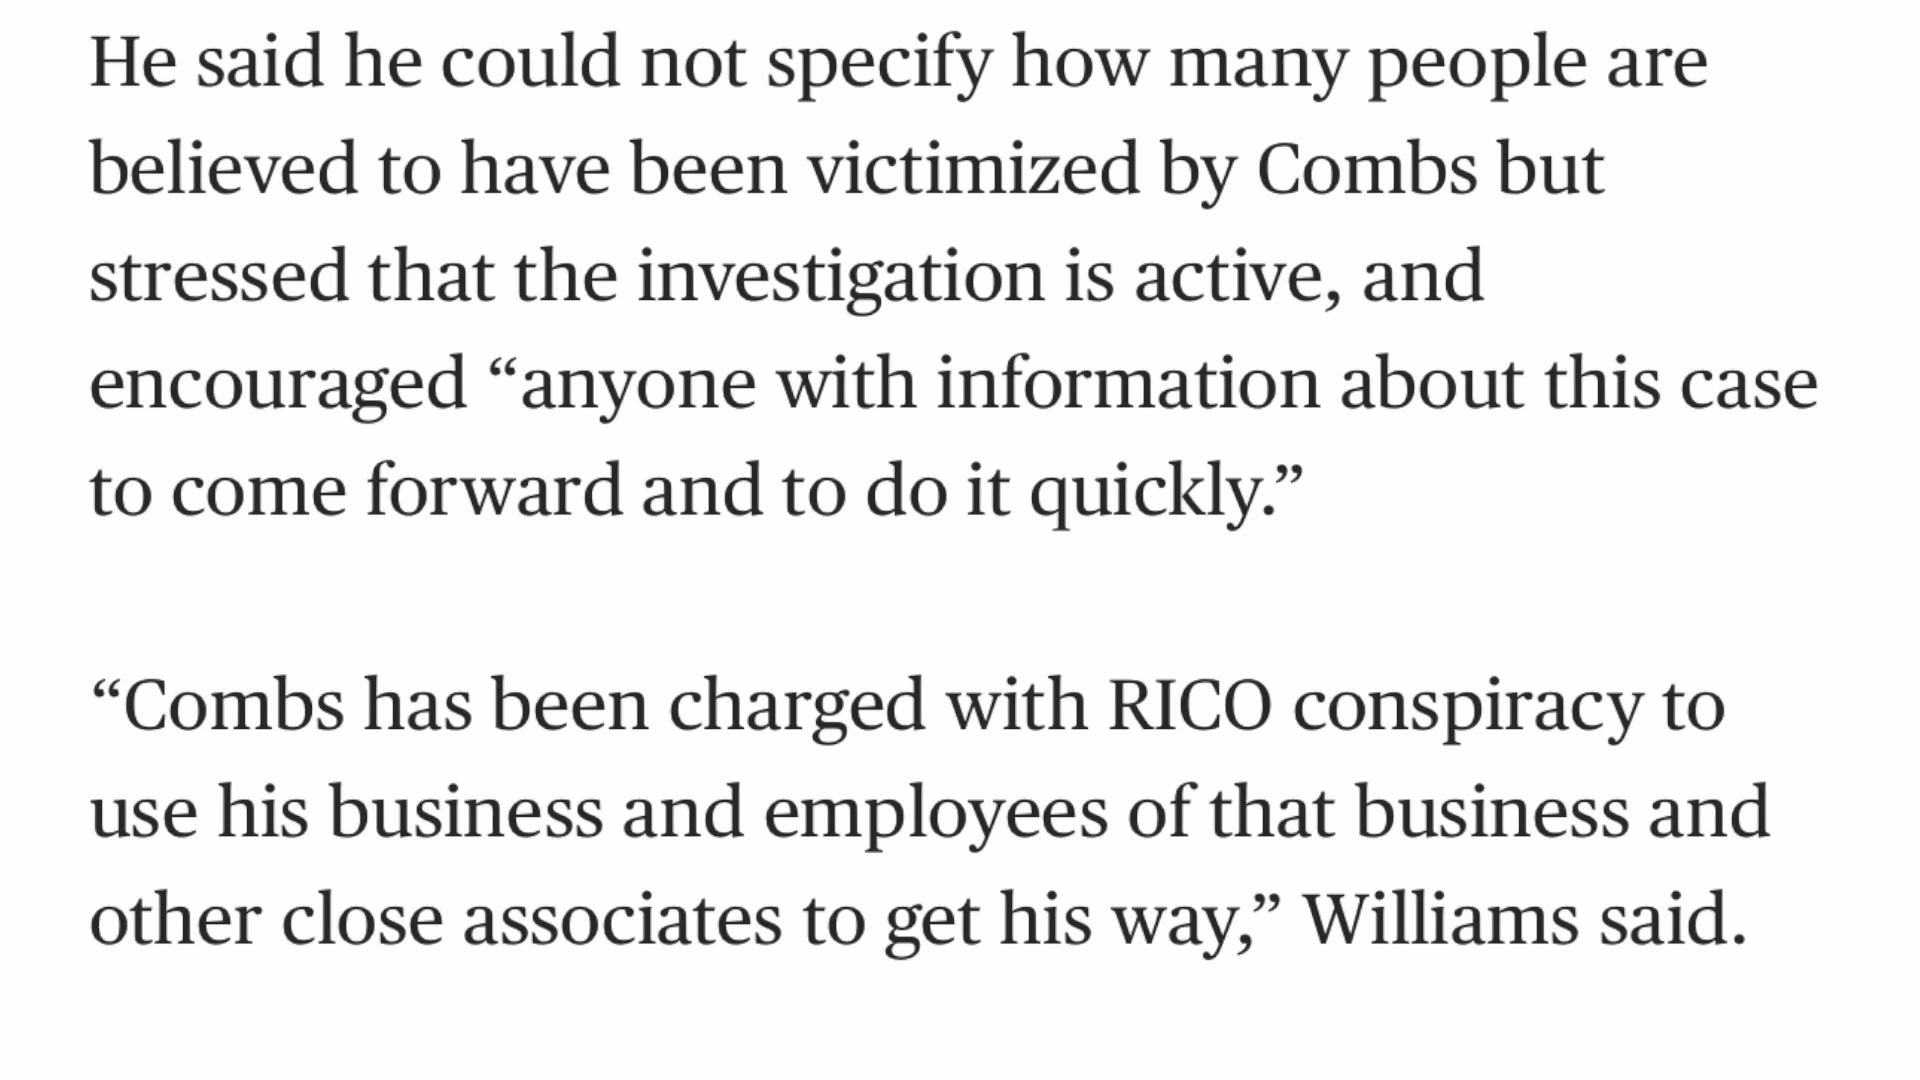 He said he could not specify how many people are
believed to have been victimized by Combs but
stressed that the investigation is active, and
encouraged “anyone with information about this case
to come forward and to do it quickly.”
“Combs has been charged with RICO conspiracy to
use his business and employees of that business and
other close associates to get his way,” Williams said.